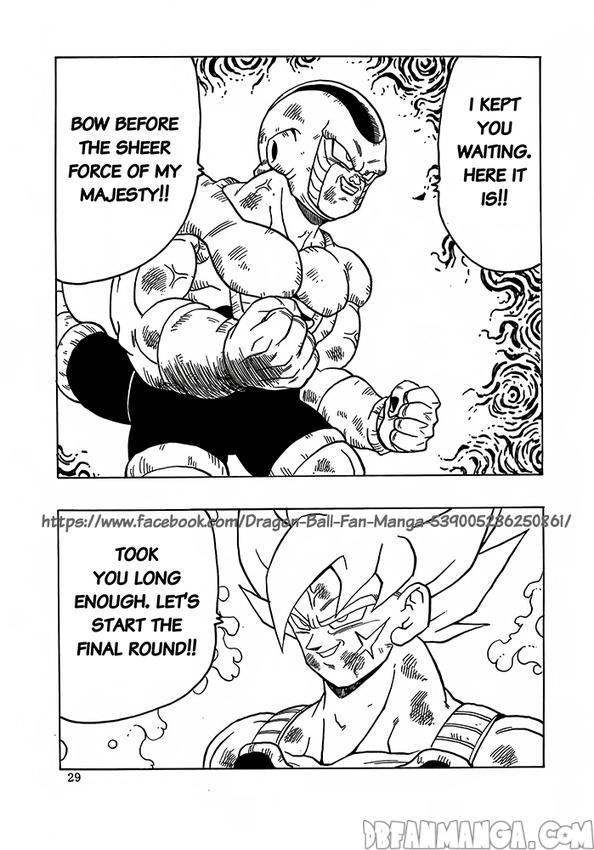 I KEPT
YOU
WAITING.
HERE IT
IS!!
BOW BEFORE
THE SHEER
FORCE OF MY
MAJESTY!!
https://www.facebook.com/Dragon-Ball-Fan-Manga-539005286250861/
TOOK
YOU LONG
ENOUGH. LET'S
START THE
FINAL ROUND!!
29
DBFANMANGA.COM